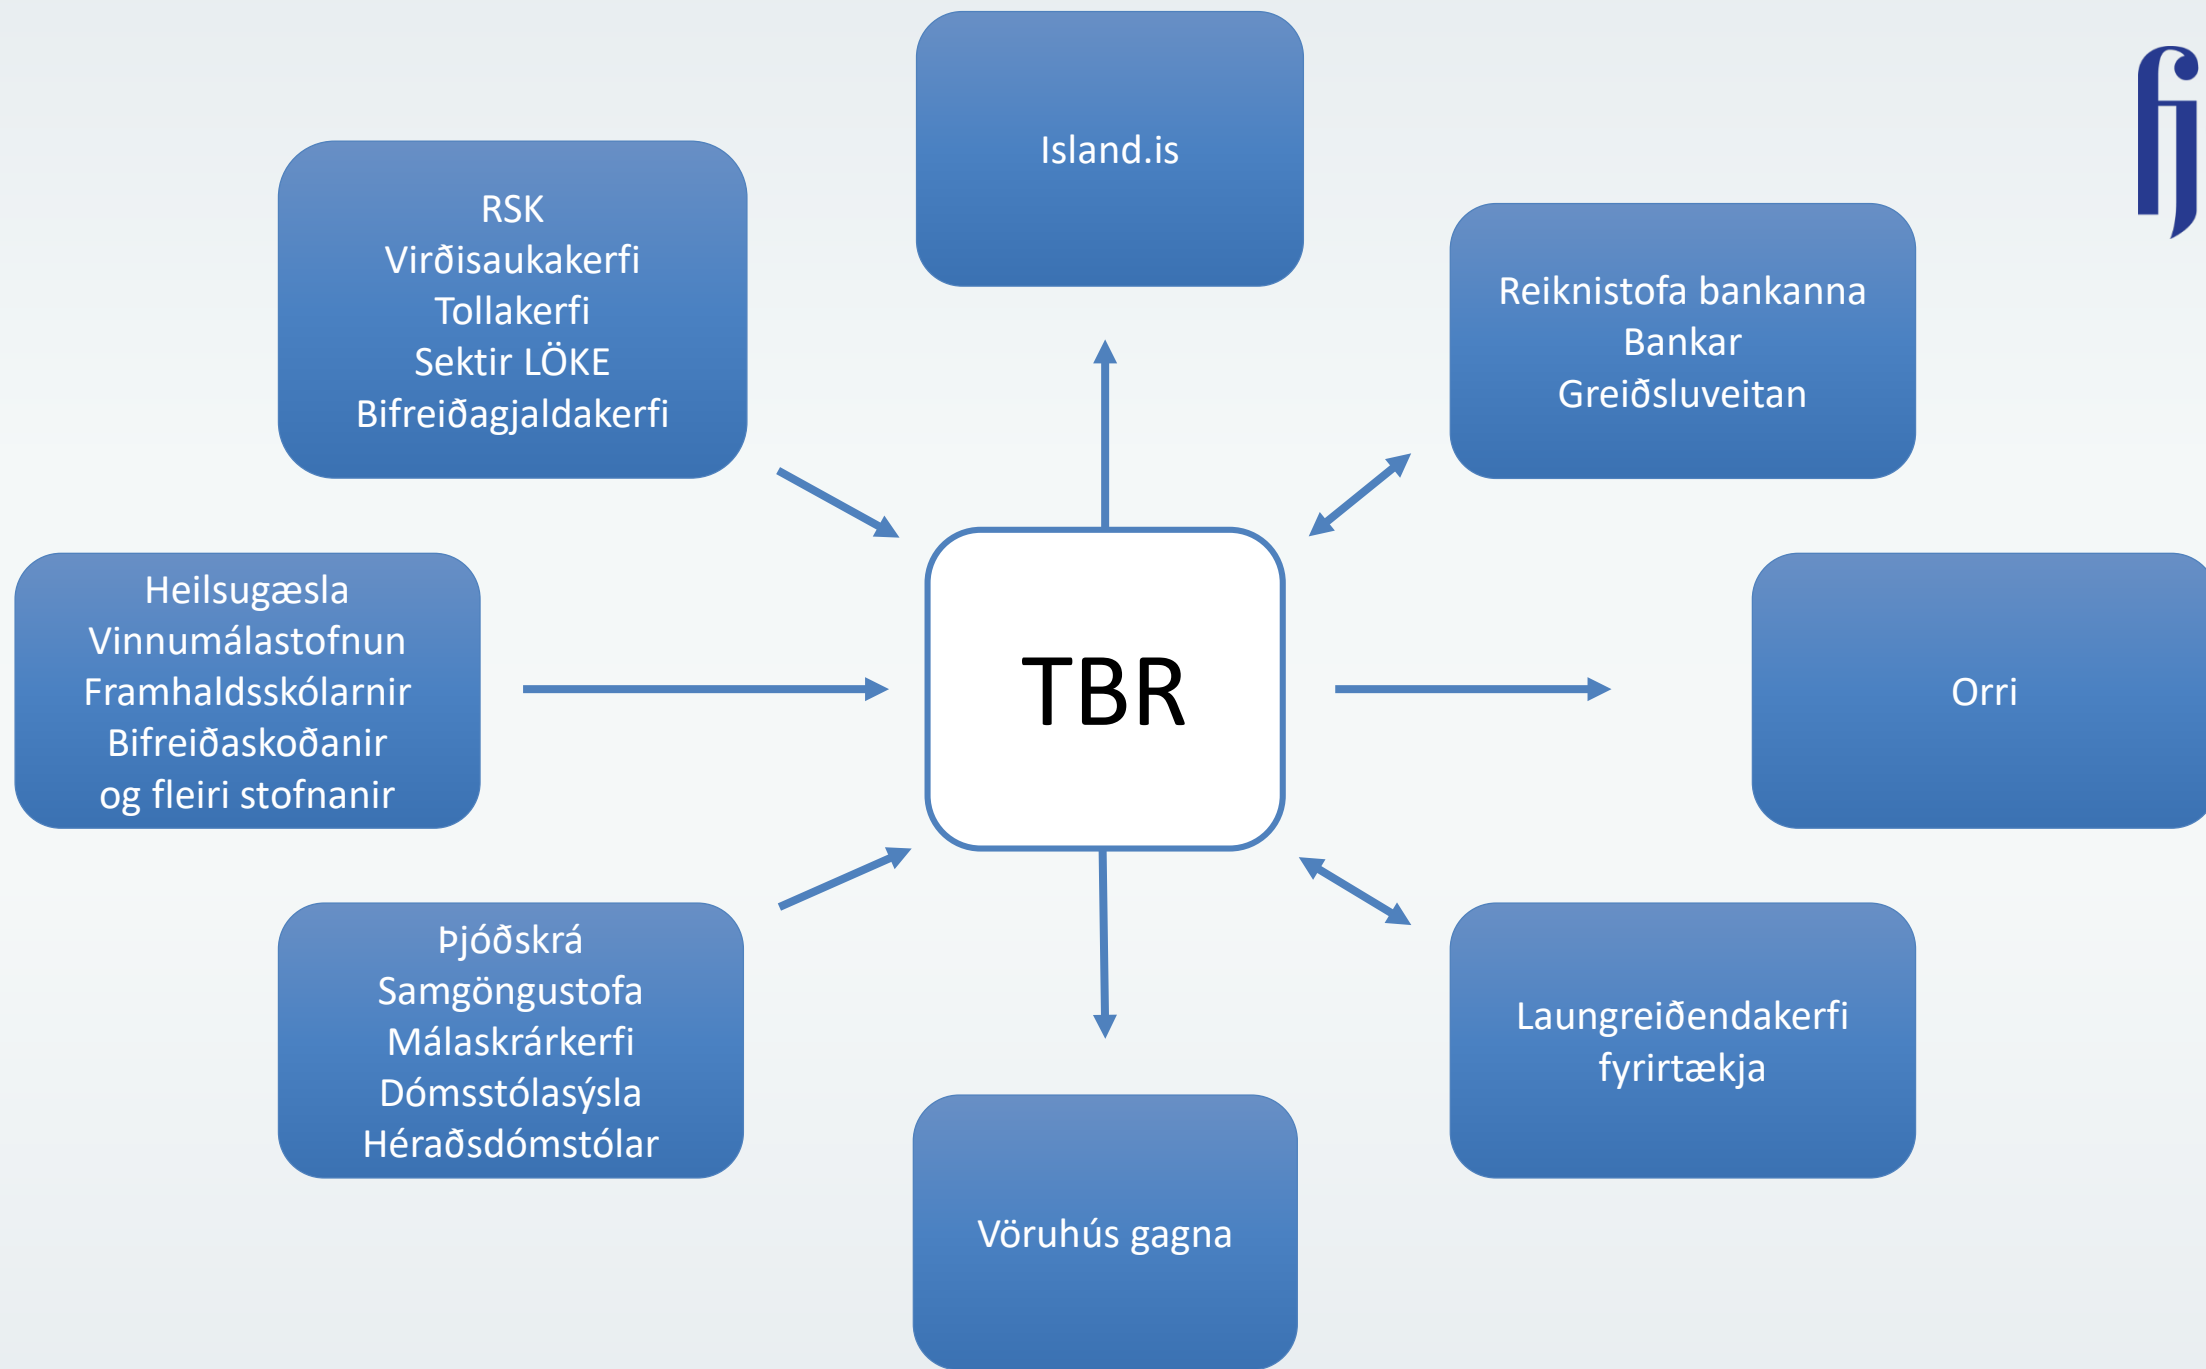 Island.is
fj
RSK
Virðisaukakerfi
Tollakerfi
Sektir LÖKE
Bifreiðagjaldakerfi
Reiknistofa bankanna
Bankar
Greiðsluveitan
Heilsugæsla
Vinnumálastofnun
Framhaldsskólarnir
Bifreiðaskoðanir
og fleiri stofnanir
TBR
Orri
Þjóðskrá
Samgöngustofa
Málaskrárkerfi
Dómsstólasýsla
Héraðsdómstólar
Laungreiðendakerfi
fyrirtækja
Vöruhús gagna